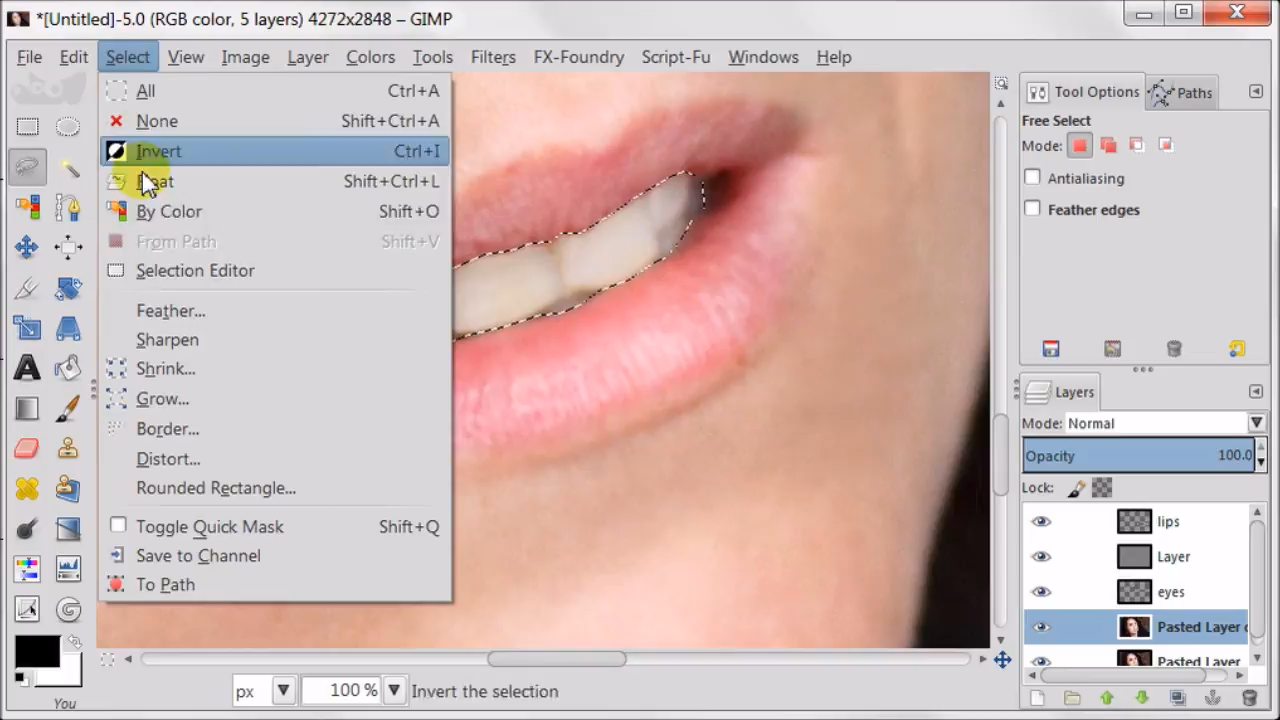 *[Untitled]-5.0 (RGB color, 5 layers) 4272x2848 – GIMP
File Edit Select View Image Layer Colors Tools Filters FX-Foundry Script-Fu Windows Help
All Ctrl+A
None Shift+Ctrl+A
Invert Ctrl+I
Shift+Ctrl+L
By Color Shift+O
From Path Shift+V
Selection Editor
Feather...
Sharpen
Shrink...
Grow...
Border...
Distort...
Rounded Rectangle...
Toggle Quick Mask Shift+Q
Save to Channel
To Path
Tool Options Paths
Free Select
Mode:
Antialiasing
Feather edges
Layers
Mode: Normal
Opacity 100.0
Lock:
lips
Layer
eyes
Pasted Layer
Pasted Layer
px 100 % Invert the selection
You